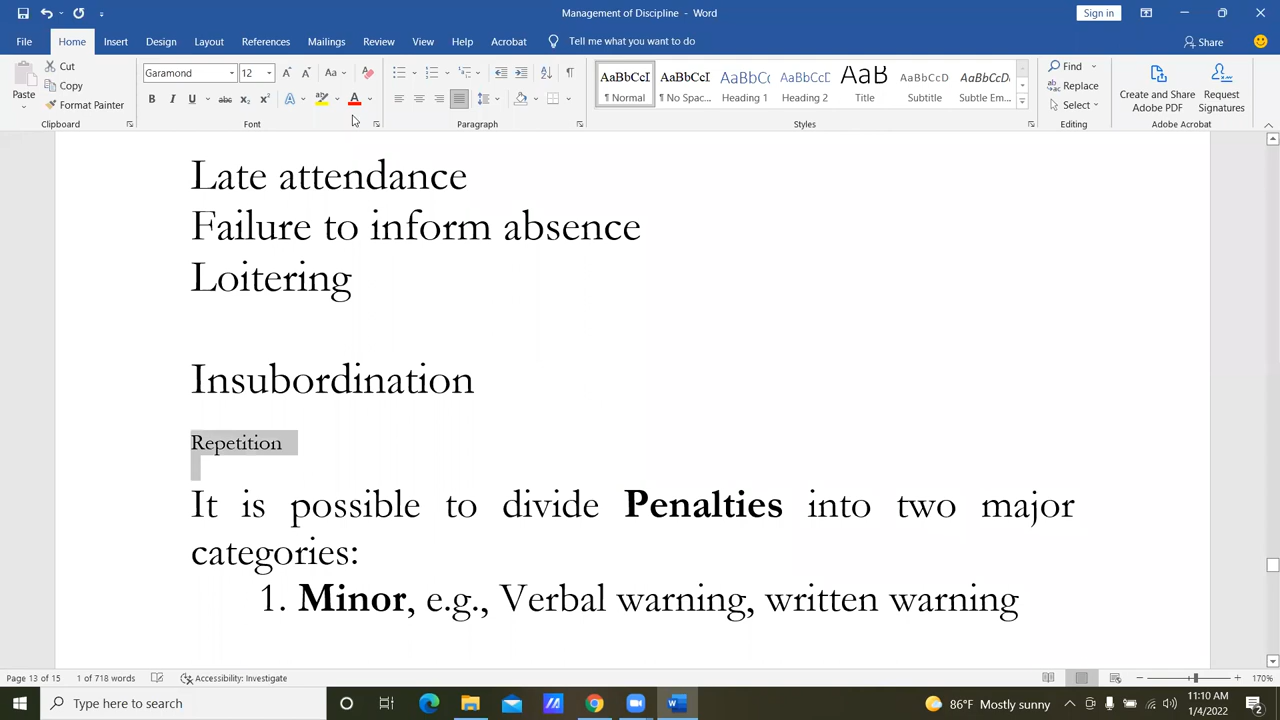 Management of Discipline - Word
Sign in
File Home Insert Design Layout References Mailings Review View Help Acrobat Tell me what you want to do Share
Paste
Cut
Copy
Format Painter
Clipboard
Garamond 12 Aa
B I U abc x2 x2 A A
Font
Paragraph
AaBbCcI AaBbCcI AaBbCc AaBbCcI AaB AaBbCcD AaBbCcD
¶ Normal ¶ No Spac... Heading 1 Heading 2 Title Subtitle Subtle Em...
Styles
Find
Replace
Select
Editing
Create and Share Adobe PDF
Request Signatures
Adobe Acrobat
Late attendance
Failure to inform absence
Loitering
Insubordination
Repetition
It is possible to divide Penalties into two major
categories:
1. Minor, e.g., Verbal warning, written warning
Page 13 of 15 1 of 718 words Accessibility: Investigate 170%
Type here to search 86°F Mostly sunny 11:10 AM
1/4/2022 2